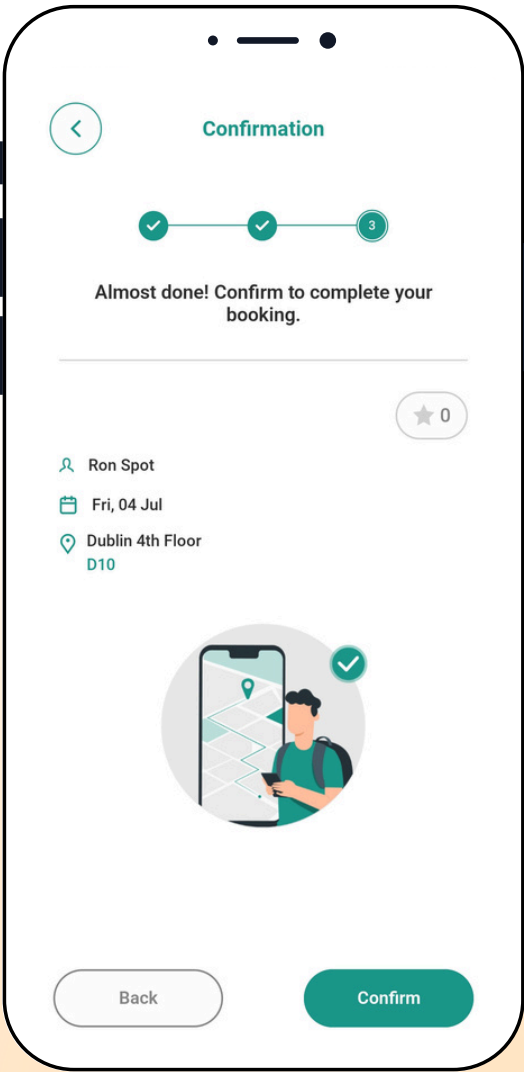 Confirmation
3
Almost done! Confirm to complete your
booking.
0
Ron Spot
Fri, 04 Jul
Dublin 4th Floor
D10
Back
Confirm